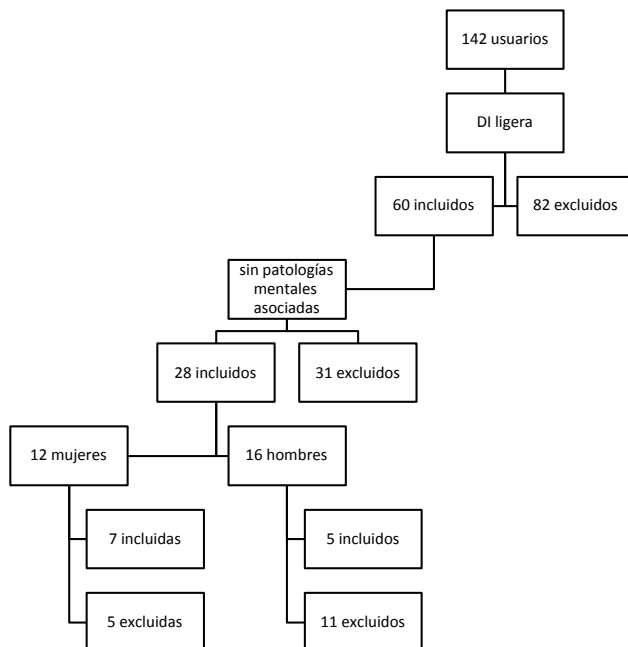 142 usuarios
DI ligera
60 incluidos
82 excluidos
sin patologías
mentales
asociadas
28 incluidos
31 excluidos
12 mujeres
16 hombres
7 incluidas
5 incluidos
5 excluidas
11 excluidos